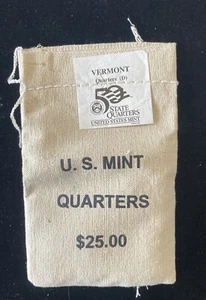 VERMONT
Quarters (D)
50
STATE
QUARTERS
UNITED STATES MINT
U. S. MINT
QUARTERS
$25.00